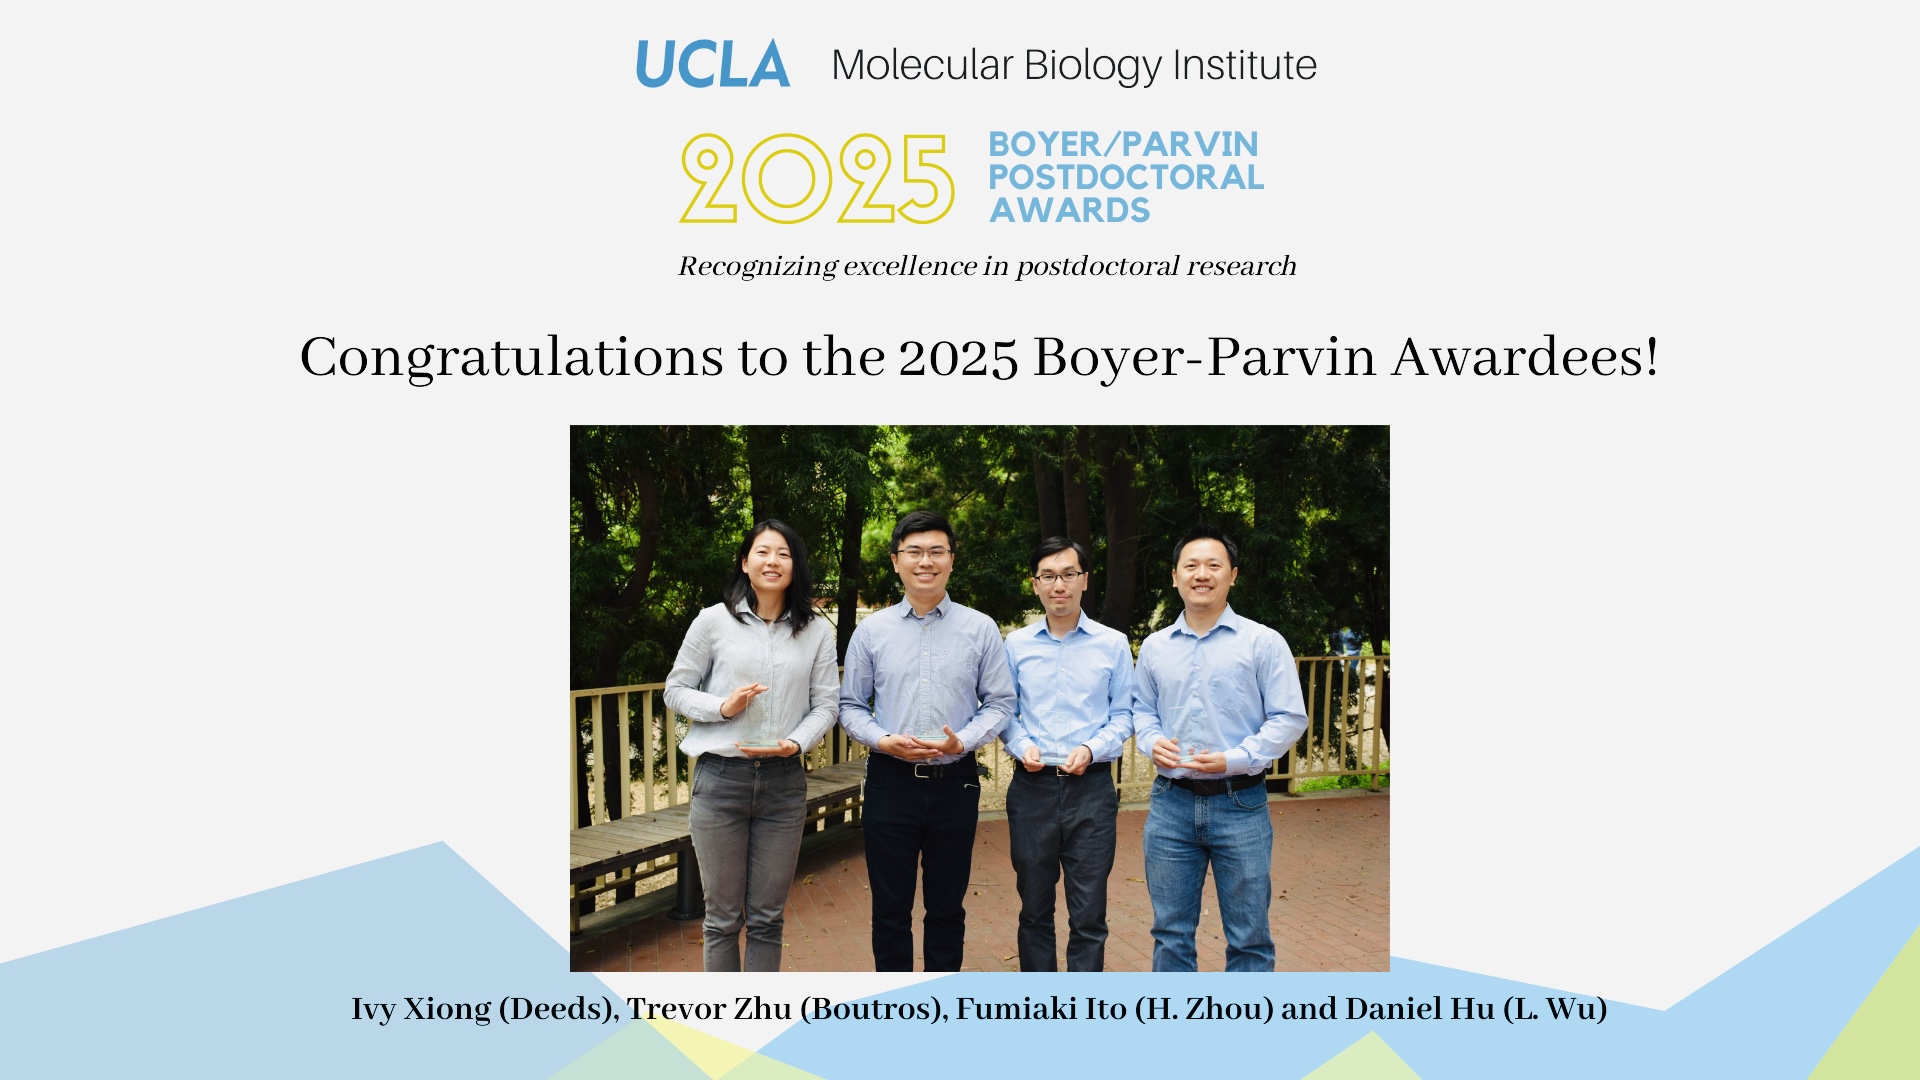 UCLA Molecular Biology Institute
2025
BOYER/PARVIN
POSTDOCTORAL
AWARDS
Recognizing excellence in postdoctoral research
Congratulations to the 2025 Boyer-Parvin Awardees!
Ivy Xiong (Deeds), Trevor Zhu (Boutros), Fumiaki Ito (H. Zhou) and Daniel Hu (L. Wu)